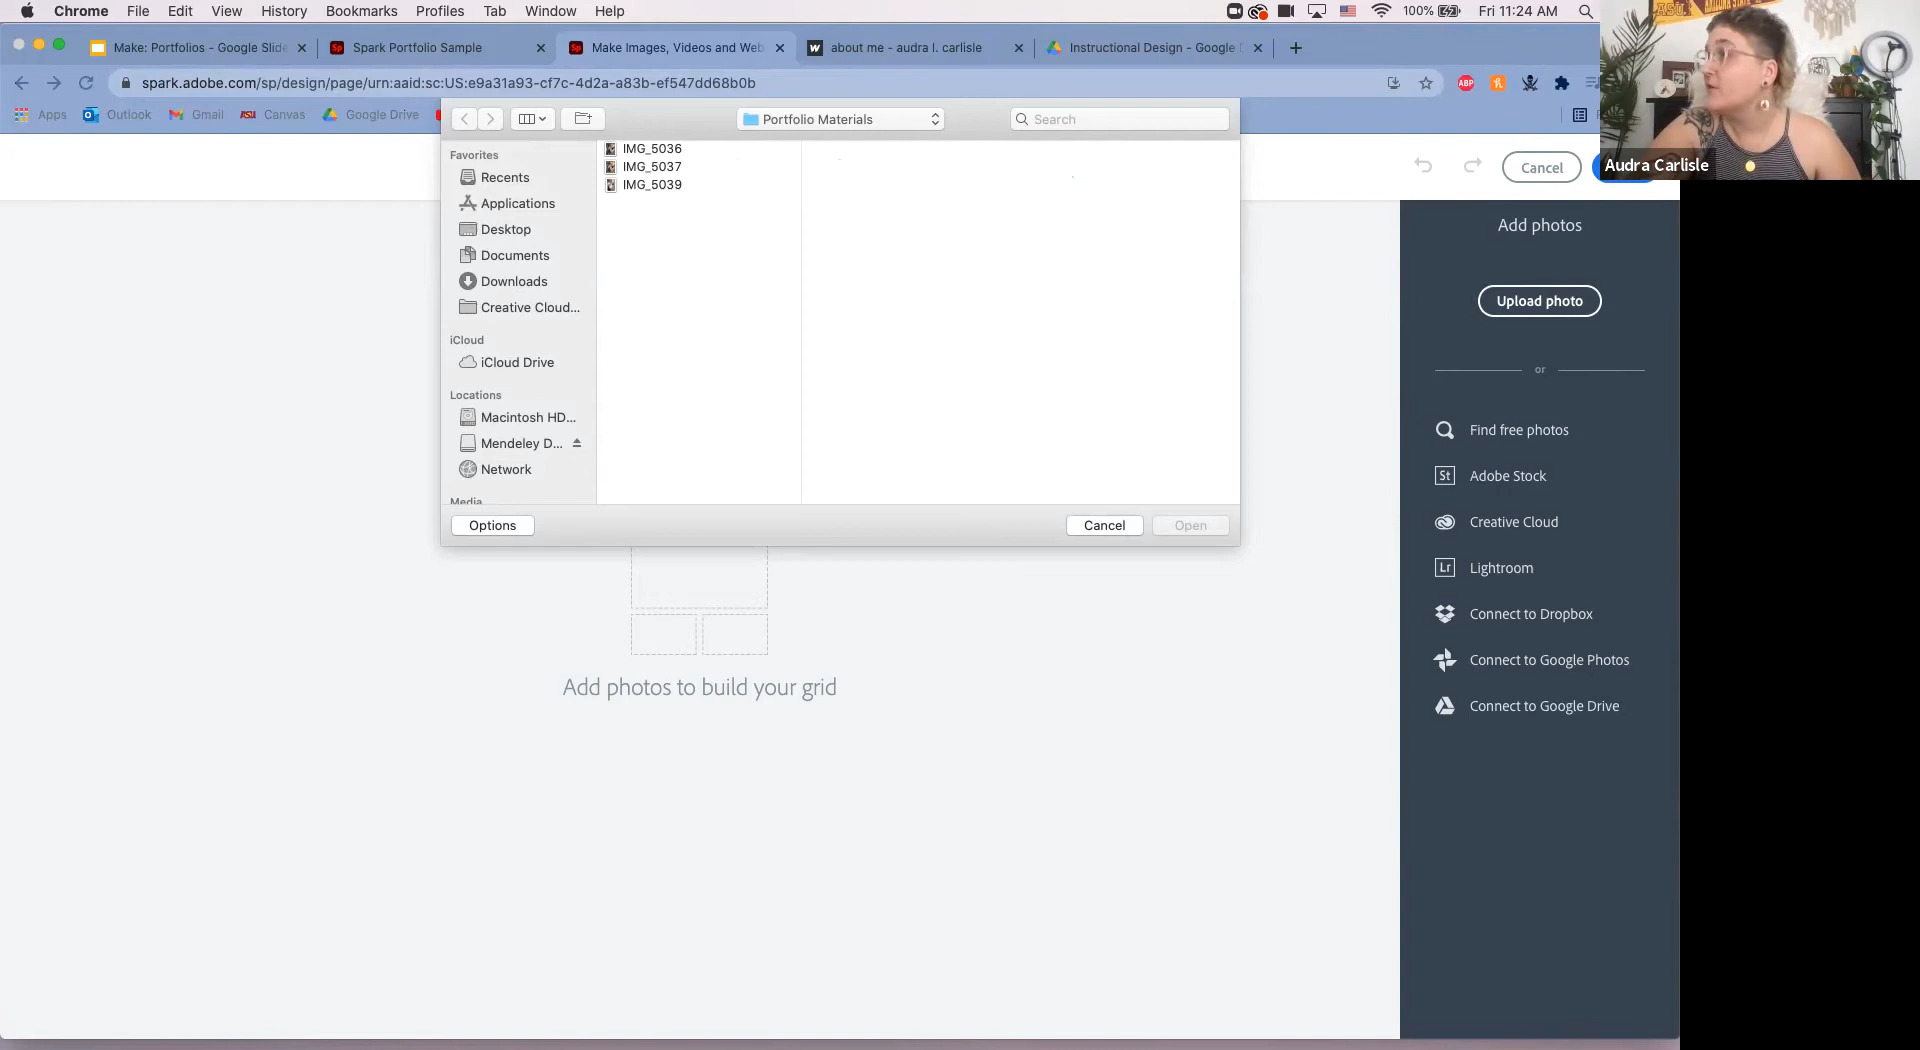 Chrome File Edit View History Bookmarks Profiles Tab Window Help 100% Fri 11:24 AM
Make: Portfolios - Google Slide Spark Portfolio Sample Make Images, Videos and Web about me - audra l. carlisle Instructional Design - Google
spark.adobe.com/sp/design/page/urn:aaid:sc:US:e9a31a93-cf7c-4d2a-a83b-ef547dd68b0b ABP
Apps Outlook Gmail ASU Canvas Google Drive
Portfolio Materials
Search
Favorites
Recents
Applications
Desktop
Documents
Downloads
Creative Cloud...
iCloud
iCloud Drive
Locations
Macintosh HD...
Mendeley D...
Network
Media
IMG_5036
IMG_5037
IMG_5039
Options
Cancel
Open
Add photos to build your grid
Cancel
Audra Carlisle
Add photos
Upload photo
or
Find free photos
St Adobe Stock
Creative Cloud
Lr Lightroom
Connect to Dropbox
Connect to Google Photos
Connect to Google Drive